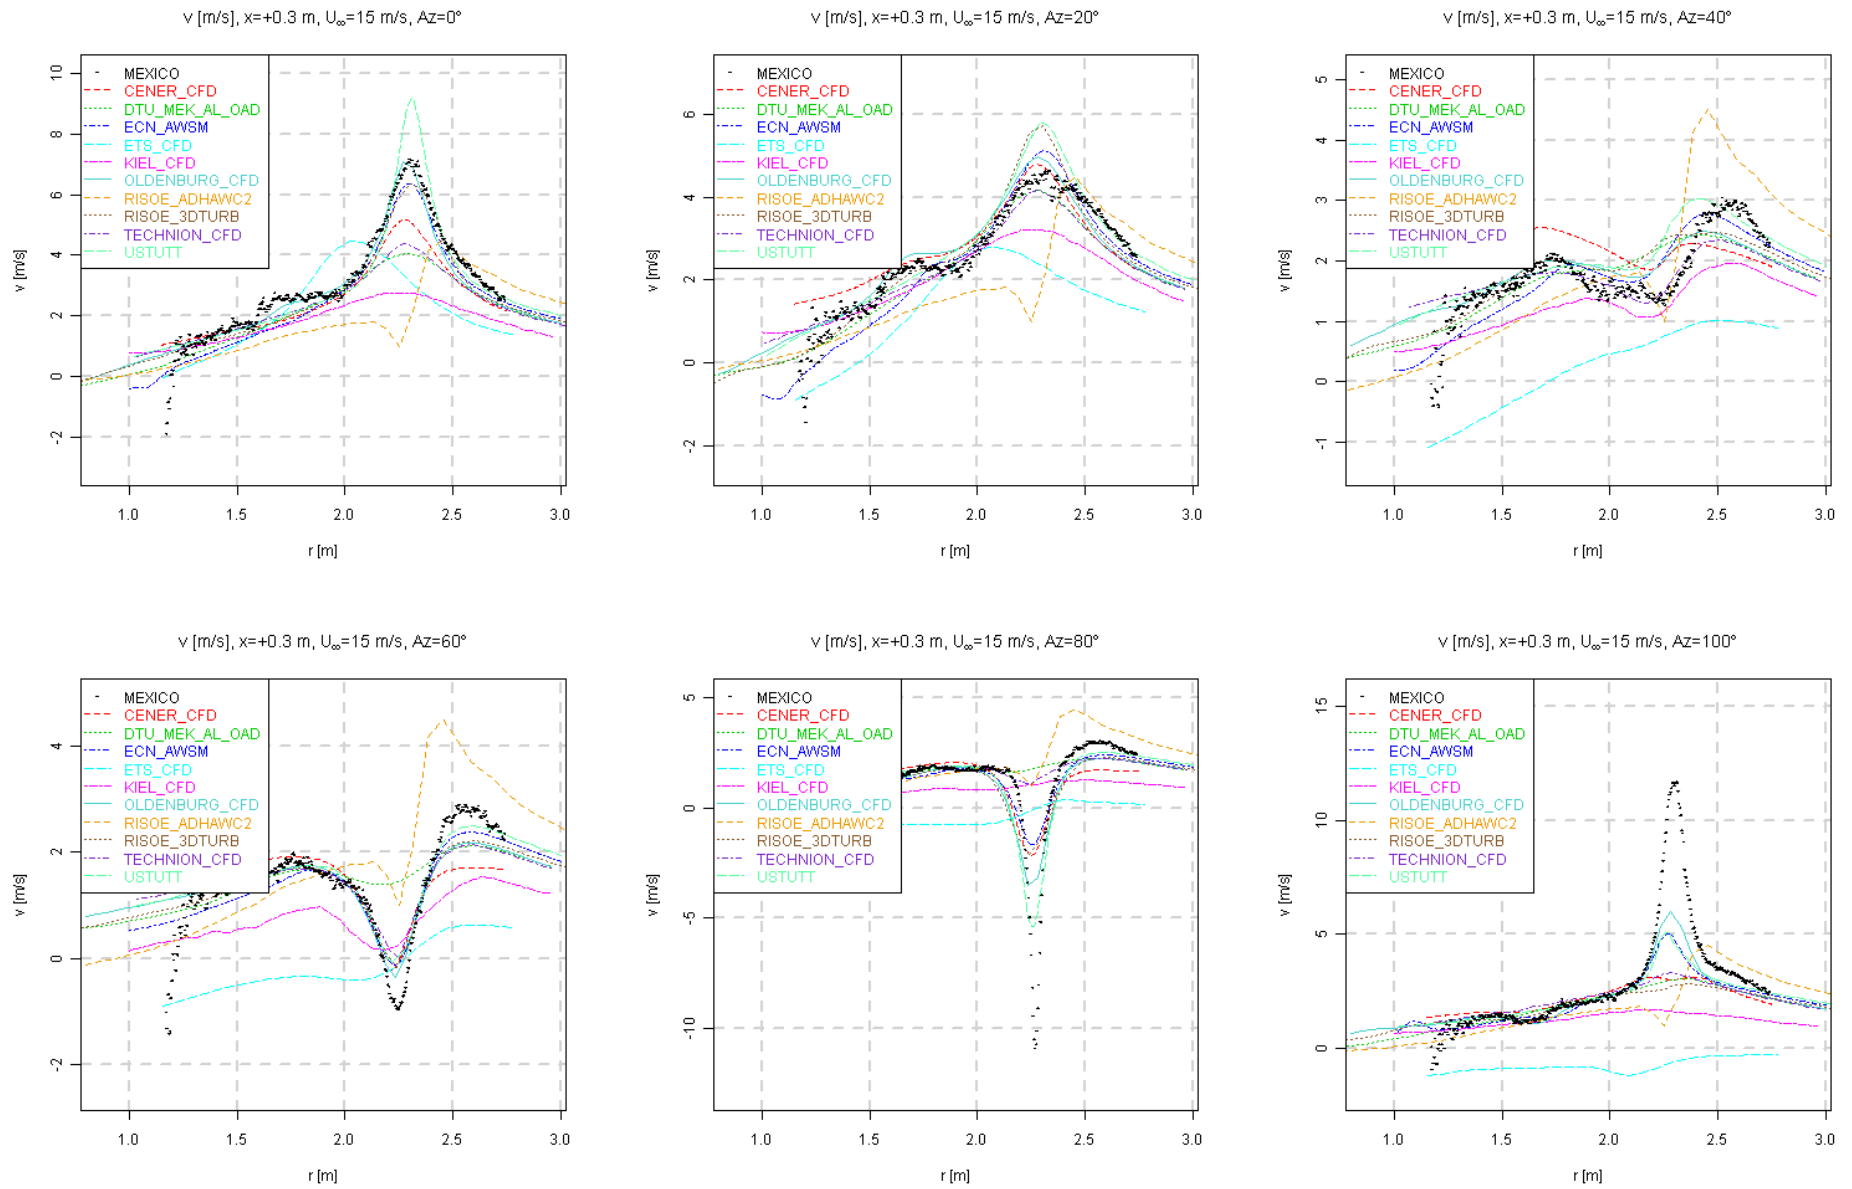 v [m/s], x=+0.3 m, U∞=15 m/s, Az=0°
MEXICO
CENER_CFD
DTU_MEK_AL_OAD
ECN_AWSM
ETS_CFD
KIEL_CFD
OLDENBURG_CFD
RISOE_ADHAWC2
RISOE_3DTURB
TECHNION_CFD
USTUTT
v [m/s]
10
8
6
4
2
0
-2
1.0 1.5 2.0 2.5 3.0
r [m]
v [m/s], x=+0.3 m, U∞=15 m/s, Az=20°
MEXICO
CENER_CFD
DTU_MEK_AL_OAD
ECN_AWSM
ETS_CFD
KIEL_CFD
OLDENBURG_CFD
RISOE_ADHAWC2
RISOE_3DTURB
TECHNION_CFD
USTUTT
v [m/s]
6
4
2
0
-2
1.0 1.5 2.0 2.5 3.0
r [m]
v [m/s], x=+0.3 m, U∞=15 m/s, Az=40°
MEXICO
CENER_CFD
DTU_MEK_AL_OAD
ECN_AWSM
ETS_CFD
KIEL_CFD
OLDENBURG_CFD
RISOE_ADHAWC2
RISOE_3DTURB
TECHNION_CFD
USTUTT
v [m/s]
5
4
3
2
1
0
-1
1.0 1.5 2.0 2.5 3.0
r [m]
v [m/s], x=+0.3 m, U∞=15 m/s, Az=60°
MEXICO
CENER_CFD
DTU_MEK_AL_OAD
ECN_AWSM
ETS_CFD
KIEL_CFD
OLDENBURG_CFD
RISOE_ADHAWC2
RISOE_3DTURB
TECHNION_CFD
USTUTT
v [m/s]
4
2
0
-2
1.0 1.5 2.0 2.5 3.0
r [m]
v [m/s], x=+0.3 m, U∞=15 m/s, Az=80°
MEXICO
CENER_CFD
DTU_MEK_AL_OAD
ECN_AWSM
ETS_CFD
KIEL_CFD
OLDENBURG_CFD
RISOE_ADHAWC2
RISOE_3DTURB
TECHNION_CFD
USTUTT
v [m/s]
5
0
-5
-10
1.0 1.5 2.0 2.5 3.0
r [m]
v [m/s], x=+0.3 m, U∞=15 m/s, Az=100°
MEXICO
CENER_CFD
DTU_MEK_AL_OAD
ECN_AWSM
ETS_CFD
KIEL_CFD
OLDENBURG_CFD
RISOE_ADHAWC2
RISOE_3DTURB
TECHNION_CFD
USTUTT
v [m/s]
15
10
5
0
1.0 1.5 2.0 2.5 3.0
r [m]